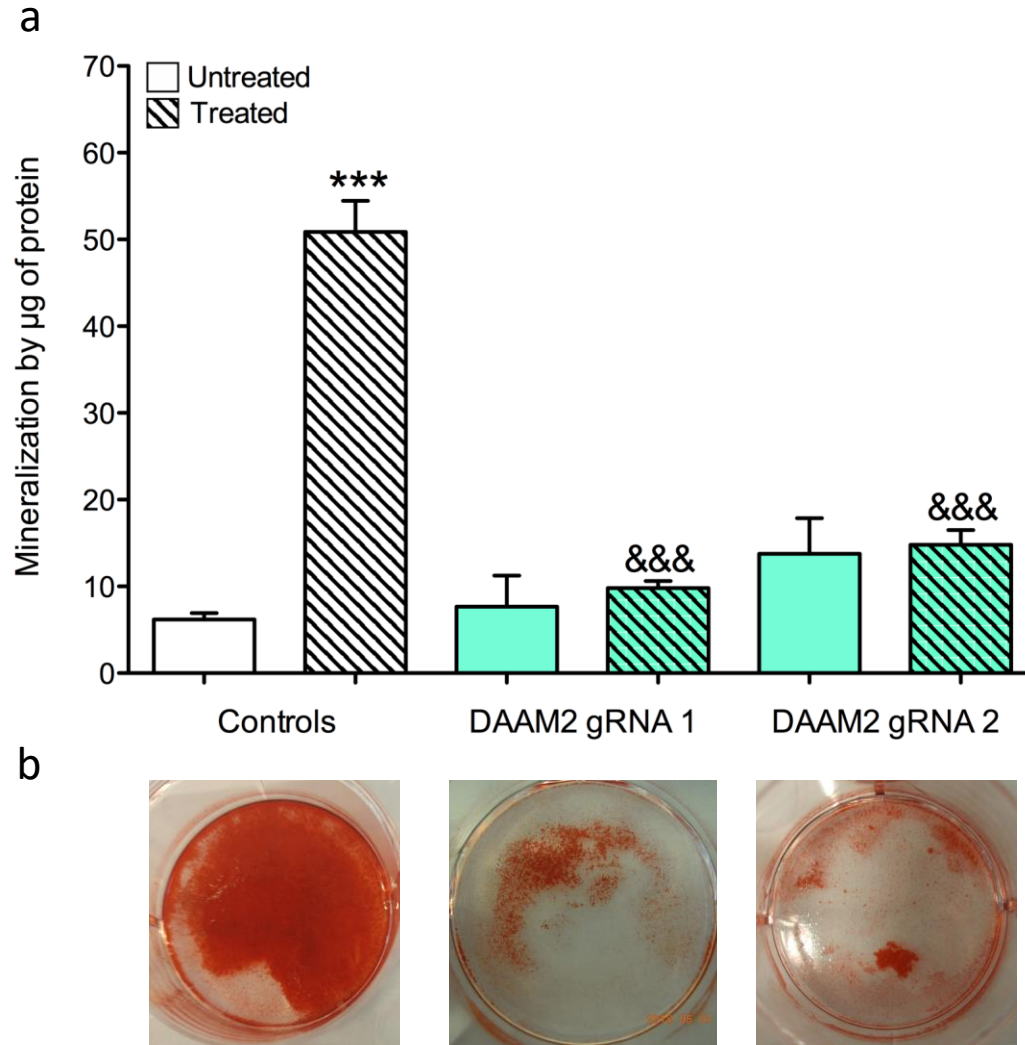 a
Mineralization by µg of protein
70
60
50
40
30
20
10
0
Untreated
Treated
***
&&&
&&&
Controls
DAAM2 gRNA 1
DAAM2 gRNA 2
b